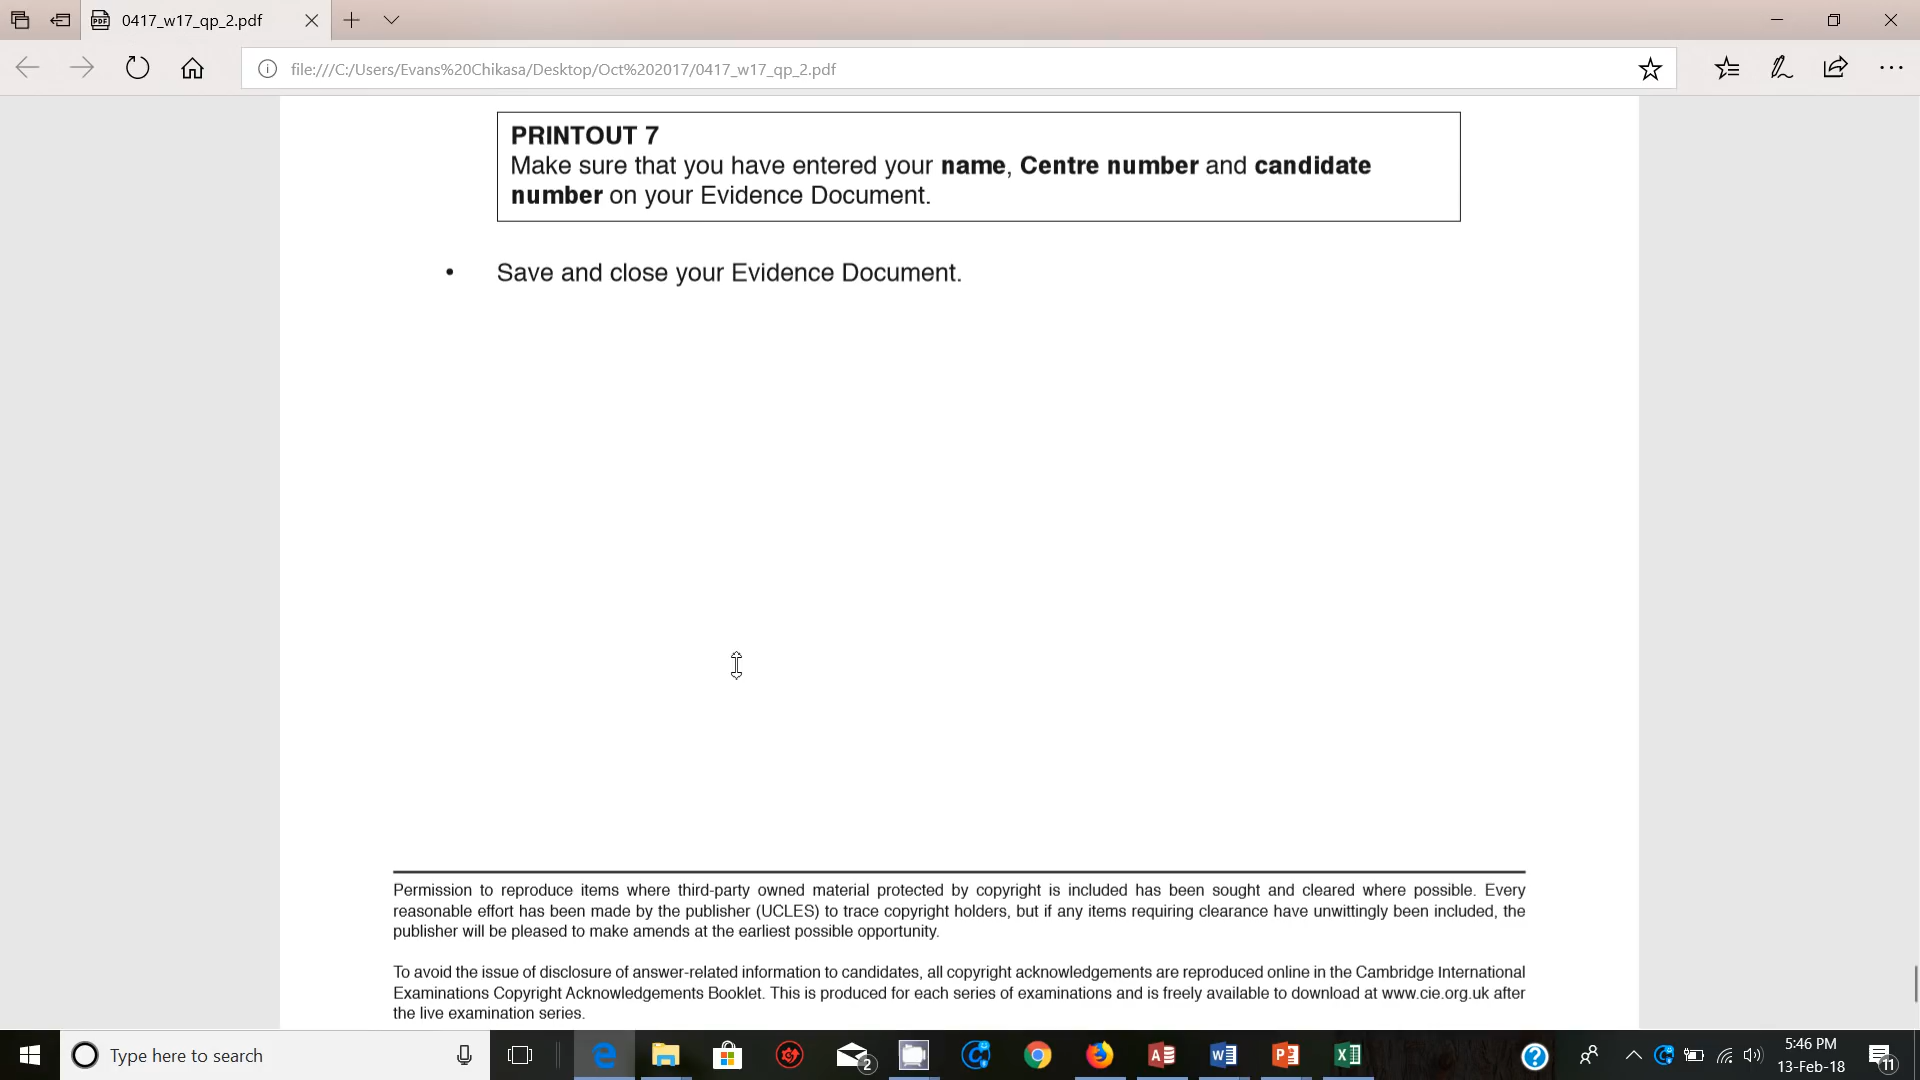 0417_w17_qp_2.pdf
file:///C:/Users/Evans%20Chikasa/Desktop/Oct%202017/0417_w17_qp_2.pdf
PRINTOUT 7
Make sure that you have entered your name, Centre number and candidate
number on your Evidence Document.
• Save and close your Evidence Document.
Permission to reproduce items where third-party owned material protected by copyright is included has been sought and cleared where possible. Every
reasonable effort has been made by the publisher (UCLES) to trace copyright holders, but if any items requiring clearance have unwittingly been included, the
publisher will be pleased to make amends at the earliest possible opportunity.
To avoid the issue of disclosure of answer-related information to candidates, all copyright acknowledgements are reproduced online in the Cambridge International
Examinations Copyright Acknowledgements Booklet. This is produced for each series of examinations and is freely available to download at www.cie.org.uk after
the live examination series.
Type here to search
2
5:46 PM
13-Feb-18
11